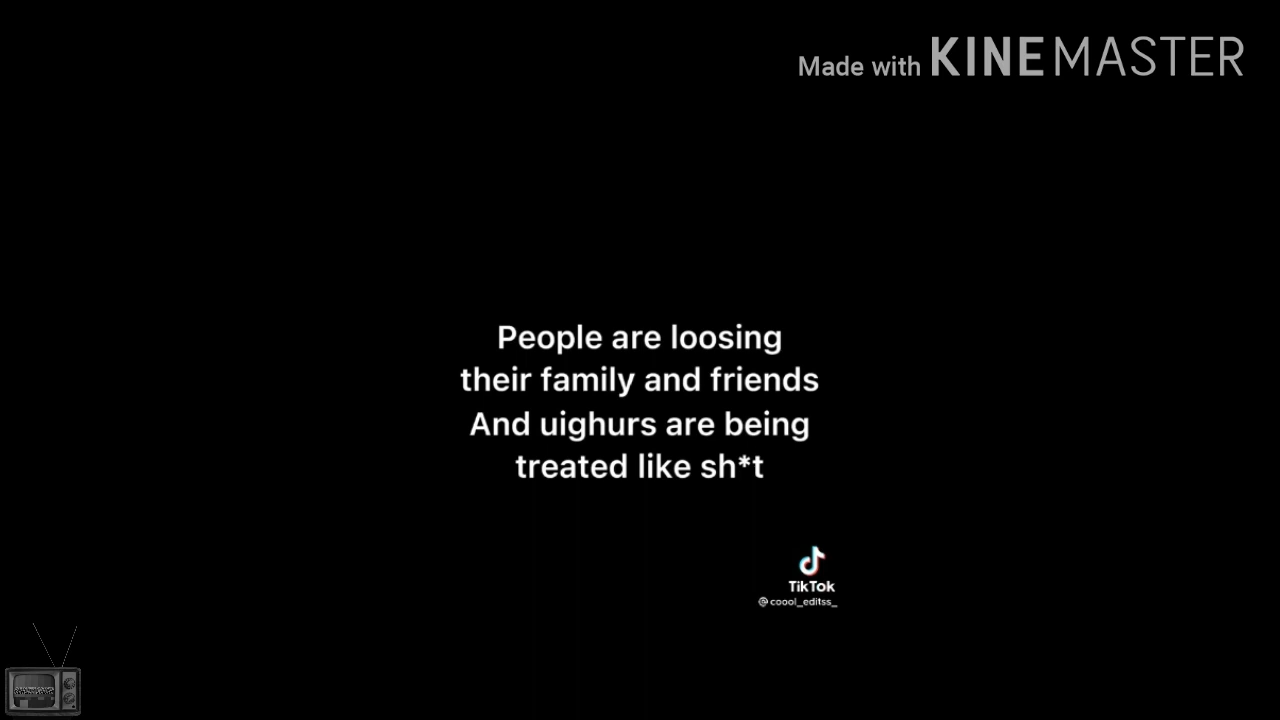 Made with KINEMASTER
People are loosing
their family and friends
And uighurs are being
treated like sh*t
TikTok
@coool_editss_